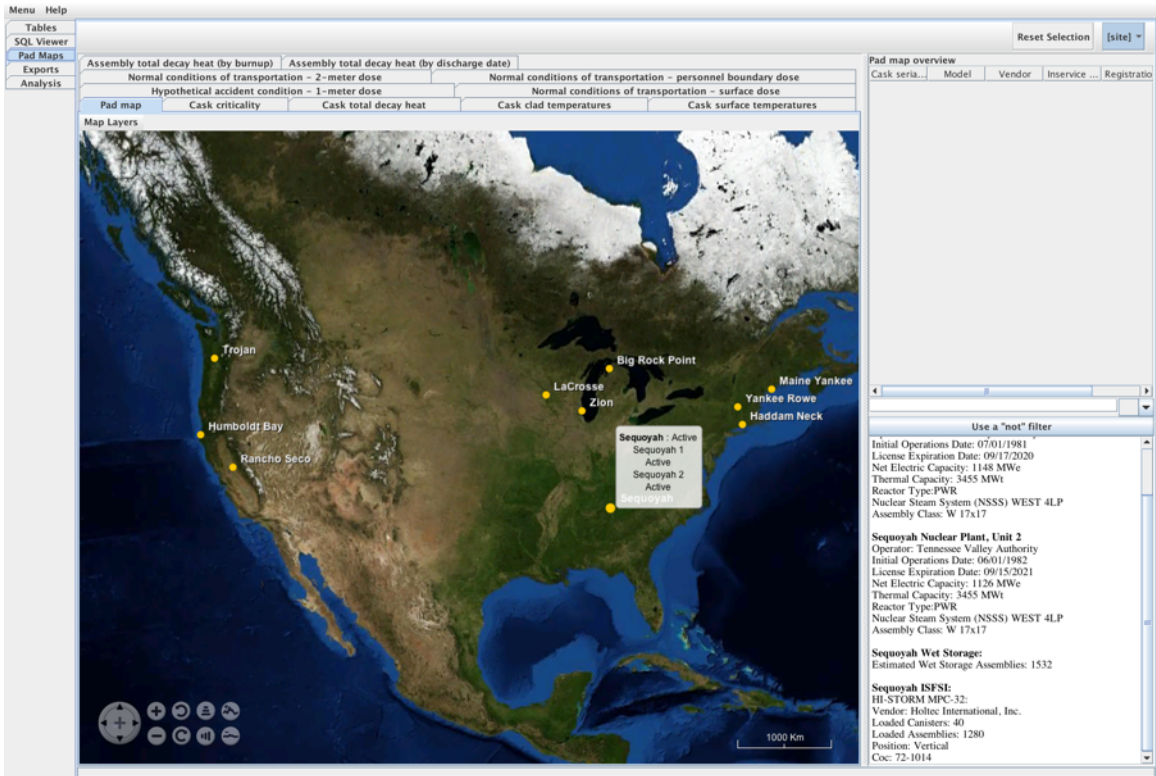 Menu Help
Tables
SQL Viewer
Pad Maps
Exports
Analysis
Reset Selection [site]
Assembly total decay heat (by burnup) Assembly total decay heat (by discharge date)
Normal conditions of transportation - 2-meter dose Normal conditions of transportation - personnel boundary dose
Hypothetical accident condition - 1-meter dose Normal conditions of transportation - surface dose
Pad map Cask criticality Cask total decay heat Cask clad temperatures Cask surface temperatures
Map Layers
Trojan
Big Rock Point
LaCrosse
Zion
Maine Yankee
Yankee Rowe
Haddam Neck
Humboldt Bay
Rancho Seco
Sequoyah : Active
Sequoyah 1
Active
Sequoyah 2
Active
Sequoyah
1000 Km
Pad map overview
Cask seria... Model Vendor Inservice ... Registratio
Use a "not" filter
Initial Operations Date: 07/01/1981
License Expiration Date: 09/17/2020
Net Electric Capacity: 1148 MWe
Thermal Capacity: 3455 MWt
Reactor Type:PWR
Nuclear Steam System (NSSS) WEST 4LP
Assembly Class: W 17x17
Sequoyah Nuclear Plant, Unit 2
Operator: Tennessee Valley Authority
Initial Operations Date: 06/01/1982
License Expiration Date: 09/15/2021
Net Electric Capacity: 1126 MWe
Thermal Capacity: 3455 MWt
Reactor Type:PWR
Nuclear Steam System (NSSS) WEST 4LP
Assembly Class: W 17x17
Sequoyah Wet Storage:
Estimated Wet Storage Assemblies: 1532
Sequoyah ISFSI:
HI-STORM MPC-32:
Vendor: Holtec International, Inc.
Loaded Canisters: 40
Loaded Assemblies: 1280
Position: Vertical
Coc: 72-1014